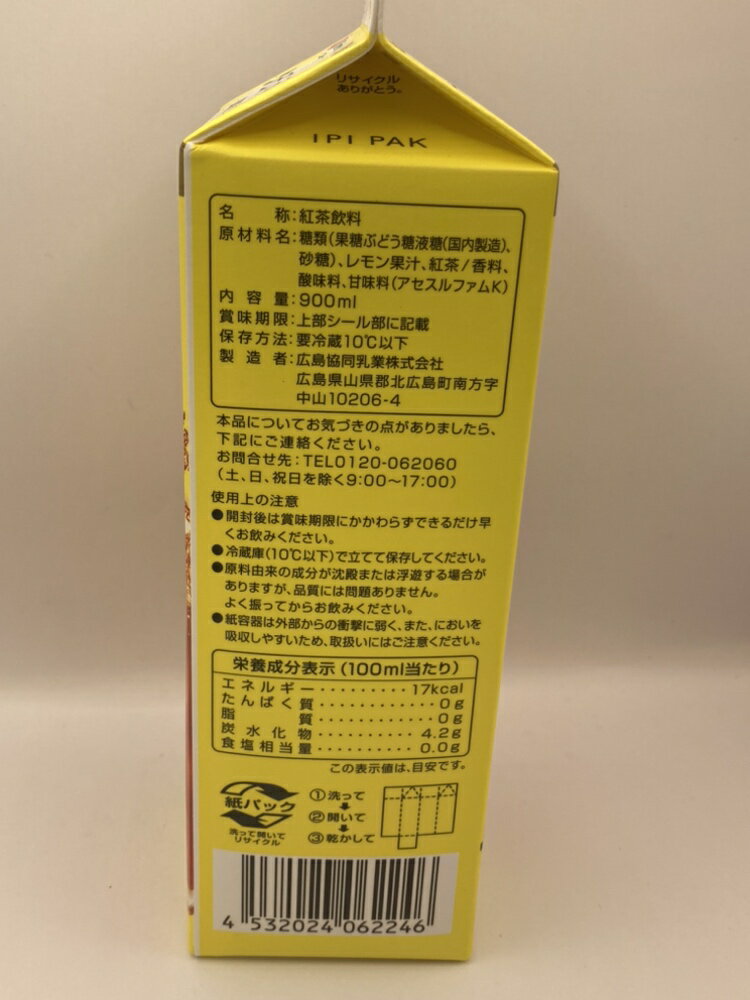 リサイクル
ありがとう。
IPI PAK
名称:紅茶飲料
原材料名:糖類(果糖ぶどう糖液糖(国内製造)、
砂糖)、レモン果汁、紅茶/香料、
酸味料、甘味料(アセスルファムK)
内容量:900ml
賞味期限:上部シール部に記載
保存方法:要冷蔵10℃以下
製造者:広島協同乳業株式会社
広島県山県郡北広島町南方字
中山10206-4
本品についてお気づきの点がありましたら、
下記にご連絡ください。
お問合せ先:TEL0120-062060
(土、日、祝日を除く9:00〜17:00)
使用上の注意
●開封後は賞味期限にかかわらずできるだけ早
くお飲みください。
●冷蔵庫(10℃以下)で立てて保存してください。
●原料由来の成分が沈殿または浮遊する場合が
ありますが、品質には問題ありません。
よく振ってからお飲みください。
●紙容器は外部からの衝撃に弱く、また、においを
吸収しやすいため、取扱いにはご注意ください。
栄養成分表示(100ml当たり)
エネルギー・・・・・・・・・17kcal
たんぱく質・・・・・・・・・・・・0g
脂質・・・・・・・・・・・・0g
炭水化物・・・・・・・・・・4.2g
食塩相当量・・・・・・・・・・0.0g
この表示値は、目安です。
紙パック
洗って開いて
リサイクル
①洗って
②開いて
③乾かして
4 532024 062246